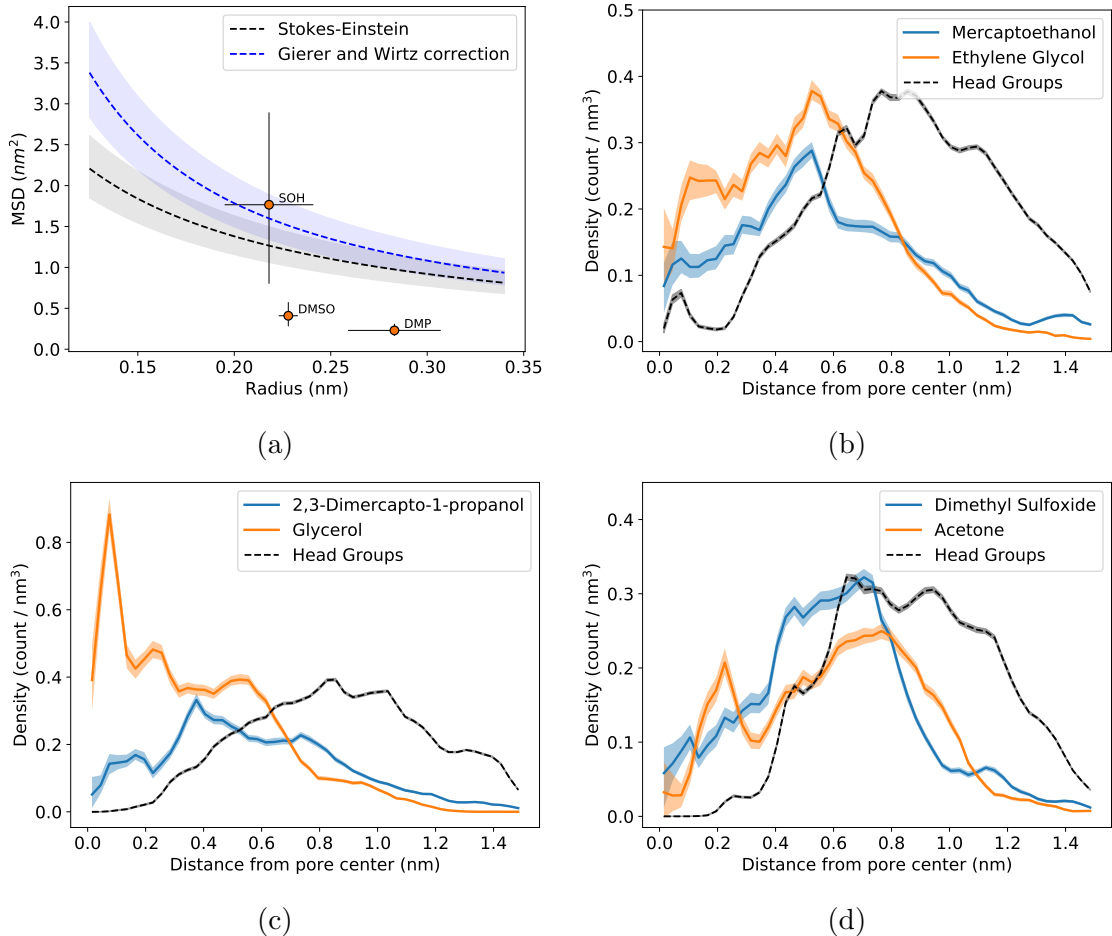 4.0
3.5
3.0
2.5
2.0
1.5
1.0
0.5
0.0
MSD (nm²)
Stokes-Einstein
Gierer and Wirtz correction
SOH
DMSO
DMP
0.15 0.20 0.25 0.30 0.35
Radius (nm)
(a)
0.5
0.4
0.3
0.2
0.1
0.0
Density (count / nm³)
Mercaptoethanol
Ethylene Glycol
Head Groups
0.0 0.2 0.4 0.6 0.8 1.0 1.2 1.4
Distance from pore center (nm)
(b)
0.8
0.6
0.4
0.2
0.0
Density (count / nm³)
2,3-Dimercapto-1-propanol
Glycerol
Head Groups
0.0 0.2 0.4 0.6 0.8 1.0 1.2 1.4
Distance from pore center (nm)
(c)
0.4
0.3
0.2
0.1
0.0
Density (count / nm³)
Dimethyl Sulfoxide
Acetone
Head Groups
0.0 0.2 0.4 0.6 0.8 1.0 1.2 1.4
Distance from pore center (nm)
(d)